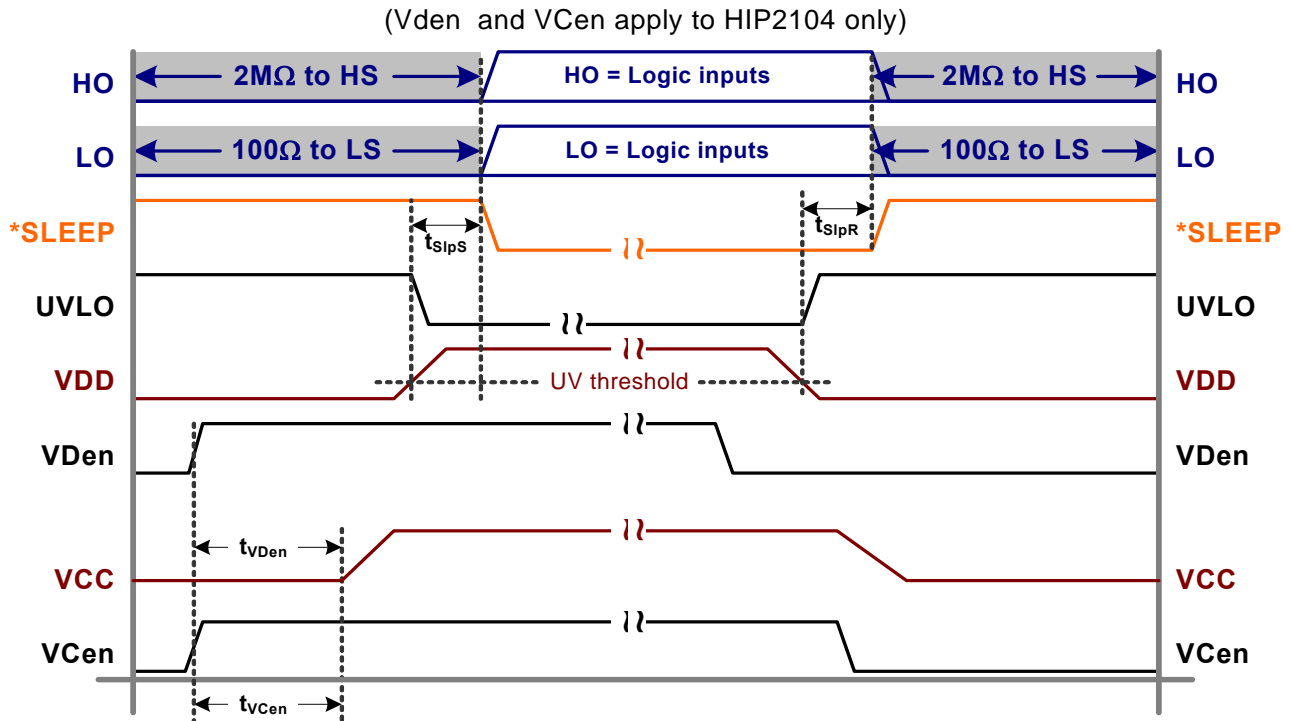 (Vden and VCen apply to HIP2104 only)
HO 2MΩ to HS HO = Logic inputs 2MΩ to HS HO
LO 100Ω to LS LO = Logic inputs 100Ω to LS LO
*SLEEP tSlpS tSlpR *SLEEP
UVLO UVLO
VDD UV threshold VDD
VDen VDen
tVDen
VCC VCC
VCen VCen
tVCen